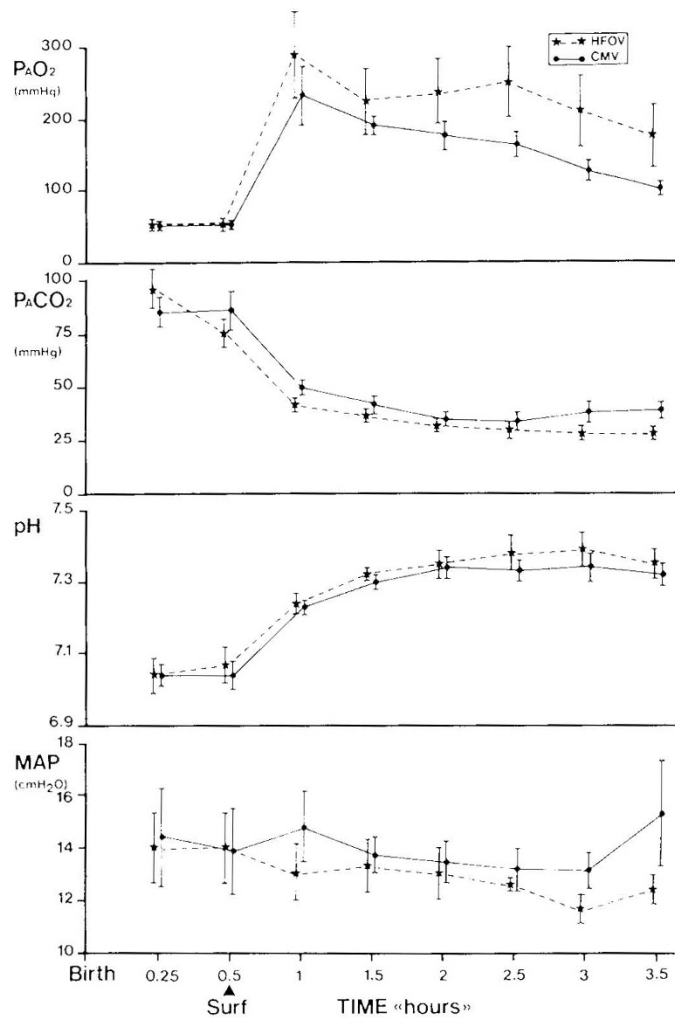 HFOV
CMV
300
PAO₂
(mmHg)
200
100
0
100
PACO₂
75
(mmHg)
50
25
0
7.5
pH
7.3
7.1
6.9
18
MAP
(cmH₂O)
16
14
12
10
Birth 0.25 0.5 1 1.5 2 2.5 3 3.5
Surf TIME «hours»